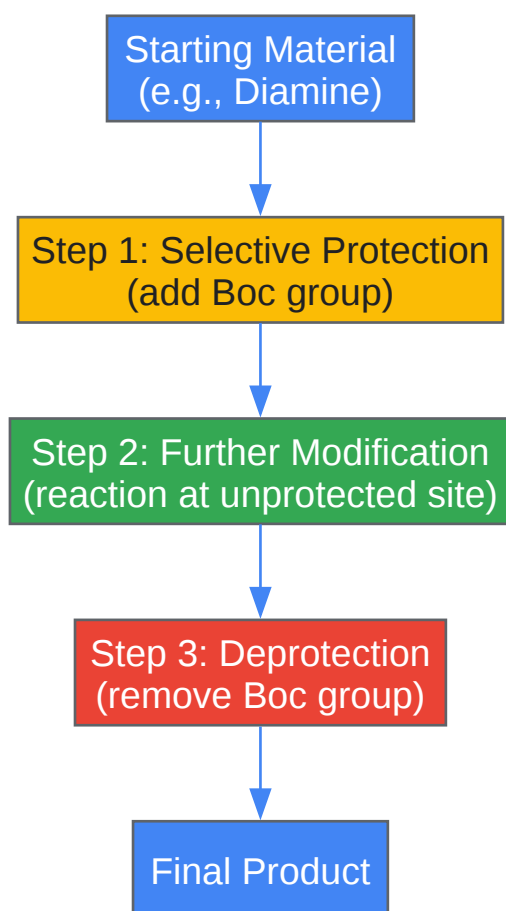 Starting Material
(e.g., Diamine)
Step 1: Selective Protection
(add Boc group)
Step 2: Further Modification
(reaction at unprotected site)
Step 3: Deprotection
(remove Boc group)
Final Product